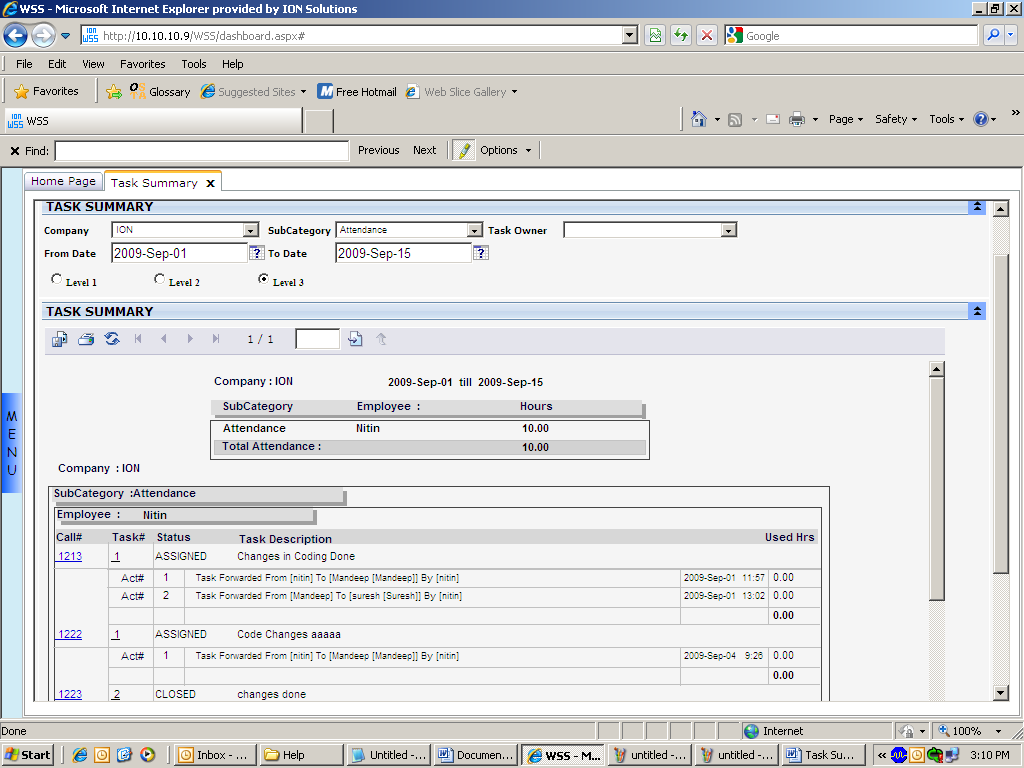 WSS - Microsoft Internet Explorer provided by ION Solutions
ION WSS http://10.10.10.9/WSS/dashboard.aspx# Google
File Edit View Favorites Tools Help
Favorites Glossary Suggested Sites Free Hotmail Web Slice Gallery
ION WSS WSS Page Safety Tools »
x Find: Previous Next Options
Home Page Task Summary x
TASK SUMMARY
Company ION SubCategory Attendance Task Owner
From Date 2009-Sep-01 ? To Date 2009-Sep-15 ?
Level 1 Level 2 Level 3
TASK SUMMARY
1 / 1
MENU
Company : ION 2009-Sep-01 till 2009-Sep-15
SubCategory Employee : Hours
Attendance Nitin 10.00
Total Attendance : 10.00
Company : ION
SubCategory :Attendance
Employee : Nitin
Call# Task# Status Task Description Used Hrs
1213 1 ASSIGNED Changes in Coding Done
Act# 1 Task Forwarded From [nitin] To [Mandeep [Mandeep]] By [nitin] 2009-Sep-01 11:57 0.00
Act# 2 Task Forwarded From [Mandeep] To [suresh [Suresh]] By [nitin] 2009-Sep-01 13:02 0.00
0.00
1222 1 ASSIGNED Code Changes aaaaa
Act# 1 Task Forwarded From [nitin] To [Mandeep [Mandeep]] By [nitin] 2009-Sep-04 9:26 0.00
0.00
1223 2 CLOSED changes done
Done Internet 100%
Start Inbox - ... Help Untitled -... Documen... WSS - M... untitled -... untitled -... Task Su... « 3:10 PM